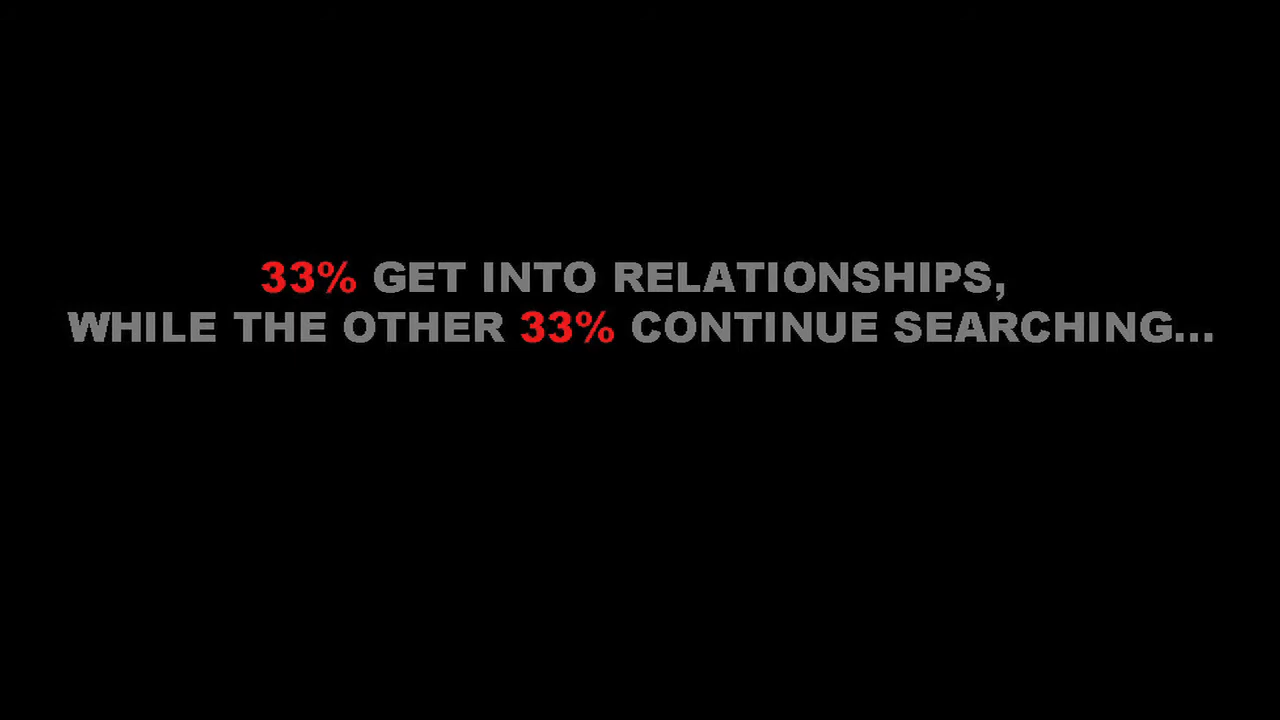 33% GET INTO RELATIONSHIPS,
WHILE THE OTHER 33% CONTINUE SEARCHING...